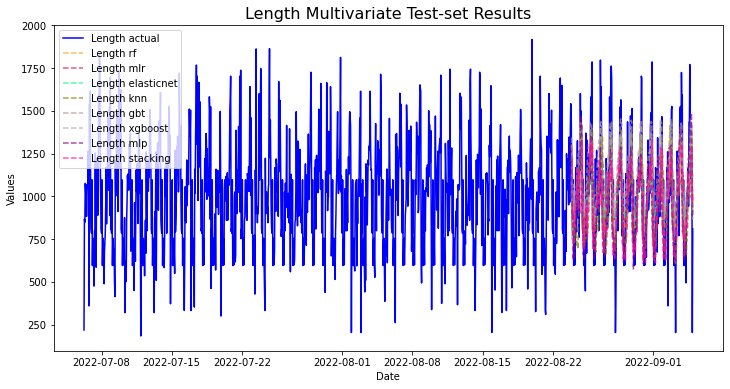 Length Multivariate Test-set Results
Values
2000
1750
1500
1250
1000
750
500
250
Length actual
Length rf
Length mlr
Length elasticnet
Length knn
Length gbt
Length xgboost
Length mlp
Length stacking
2022-07-08 2022-07-15 2022-07-22 2022-08-01 2022-08-08 2022-08-15 2022-08-22 2022-09-01
Date